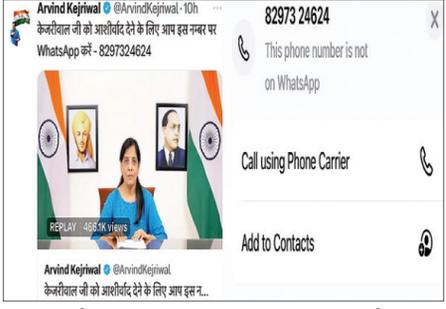 Arvind Kejriwal @ArvindKejriwal·10h
केजरीवाल जी को आशीर्वाद देने के लिए आप इस नम्बर पर
WhatsApp करें - 8297324624
REPLAY 466.1K views
Arvind Kejriwal @ArvindKejriwal
केजरीवाल जी को आशीर्वाद देने के लिए आप इस न...
82973 24624
This phone number is not
on WhatsApp
Call using Phone Carrier
Add to Contacts